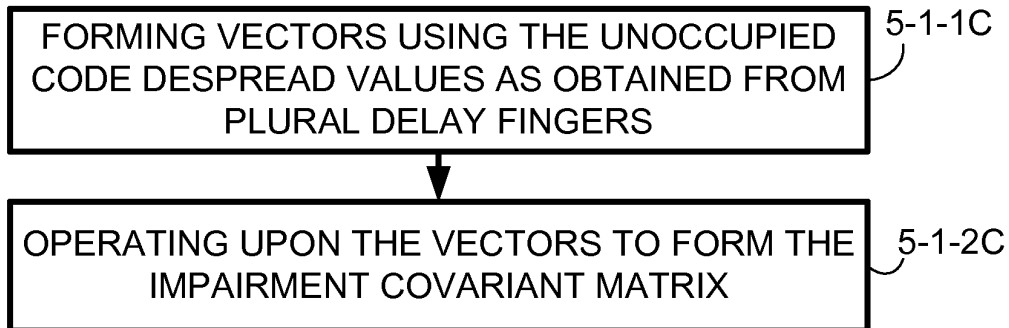 FORMING VECTORS USING THE UNOCCUPIED
CODE DESPREAD VALUES AS OBTAINED FROM
PLURAL DELAY FINGERS
5-1-1C
OPERATING UPON THE VECTORS TO FORM THE
IMPAIRMENT COVARIANT MATRIX
5-1-2C